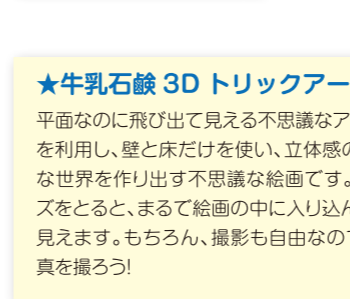 ★牛乳石鹸 3D トリックアー
平面なのに飛び出て見える不思議なア
を利用し、壁と床だけを使い、立体感の
な世界を作り出す不思議な絵画です。
ズをとると、まるで絵画の中に入り込ん
見えます。もちろん、撮影も自由なので
真を撮ろう!